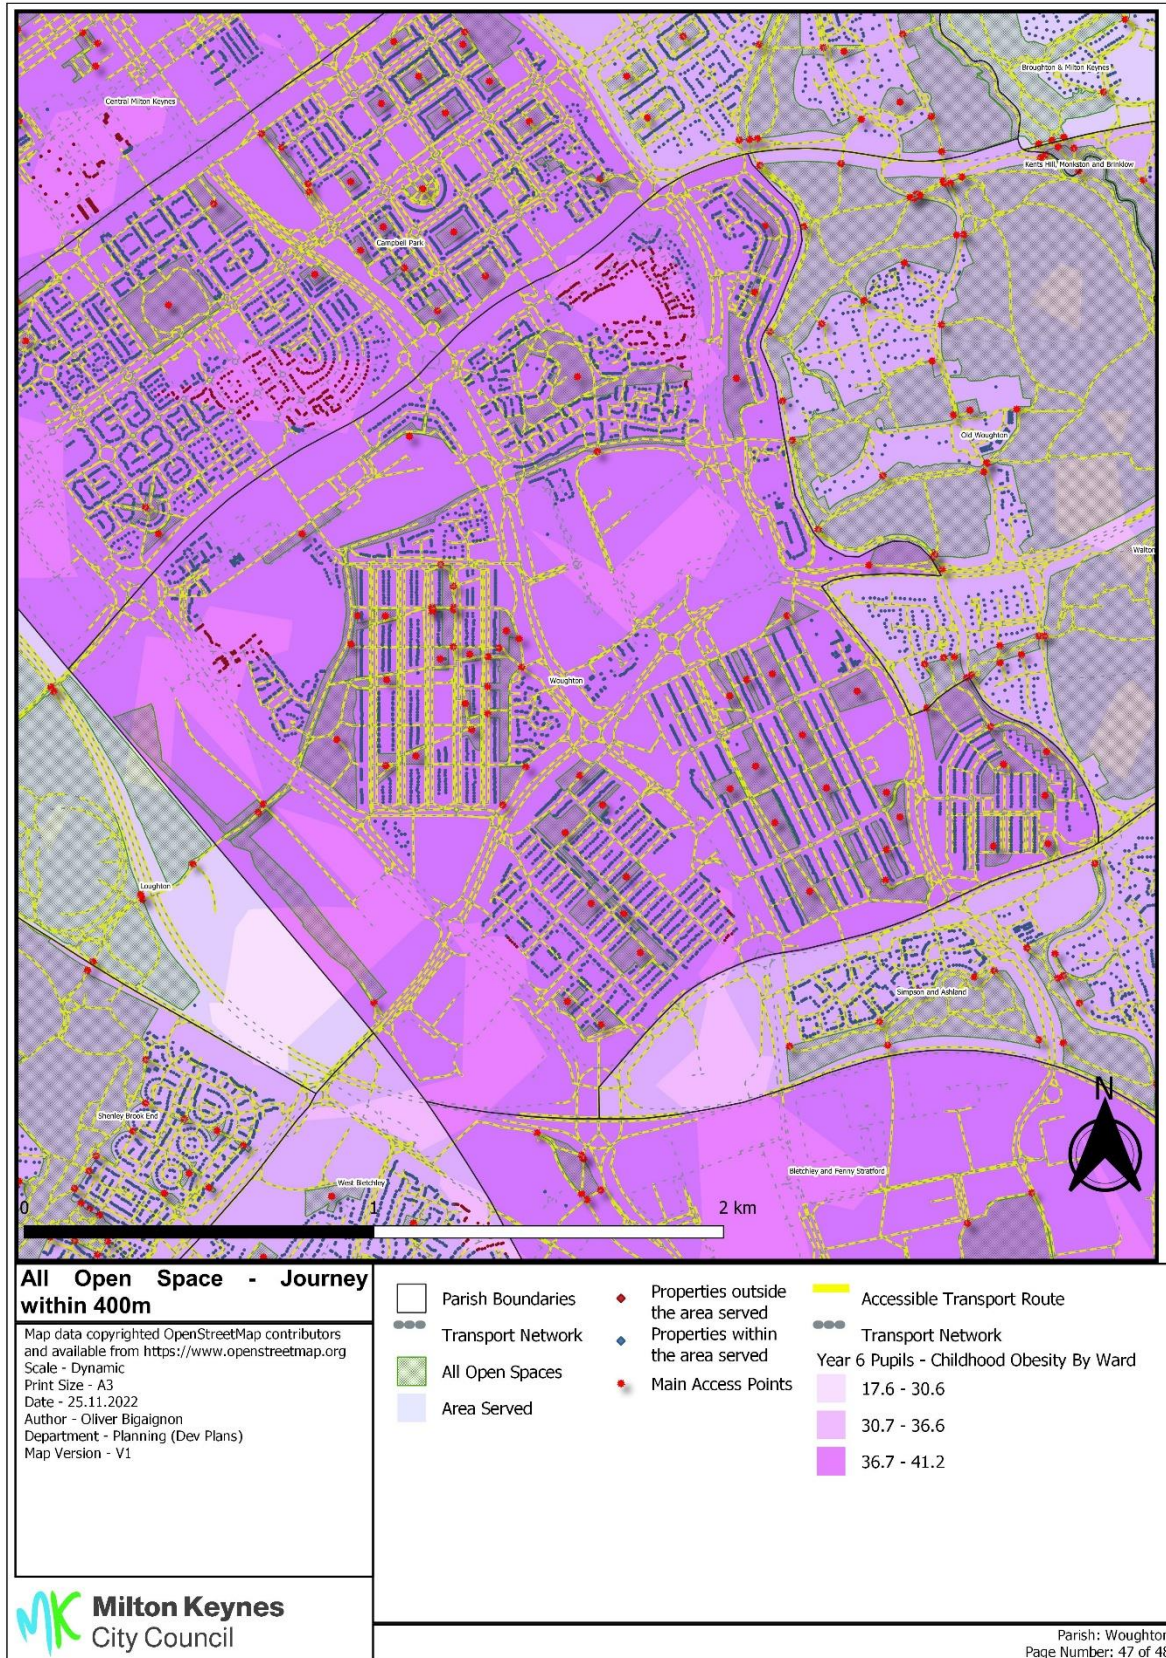 Broughton & Milton Keynes
Central Milton Keynes
Kents Hill, Monkston and Brinklow
Campbell Park
Old Woughton
Walton
Woughton
Loughton
Simpson and Ashland
N
Shenley Brook End
Bletchley and Fenny Stratford
West Bletchley
0 1 2 km
All Open Space - Journey
within 400m
Map data copyrighted OpenStreetMap contributors
and available from https://www.openstreetmap.org
Scale - Dynamic
Print Size - A3
Date - 25.11.2022
Author - Oliver Bigaignon
Department - Planning (Dev Plans)
Map Version - V1
Parish Boundaries
Transport Network
All Open Spaces
Area Served
Properties outside
the area served
Properties within
the area served
Main Access Points
Accessible Transport Route
Transport Network
Year 6 Pupils - Childhood Obesity By Ward
17.6 - 30.6
30.7 - 36.6
36.7 - 41.2
MK Milton Keynes
City Council
Parish: Woughton
Page Number: 47 of 48